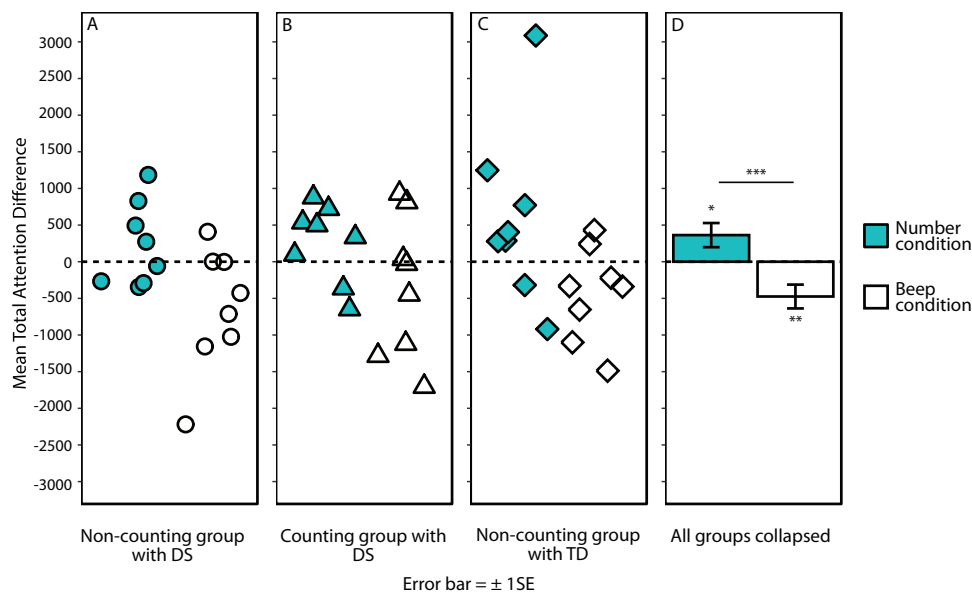 A
B
C
D
3000
2500
2000
1500
1000
500
0
-500
-1000
-1500
-2000
-2500
-3000
Mean Total Attention Difference
***
*
**
Number
condition
Beep
condition
Non-counting group
with DS
Counting group with
DS
Non-counting group
with TD
All groups collapsed
Error bar = ± 1SE